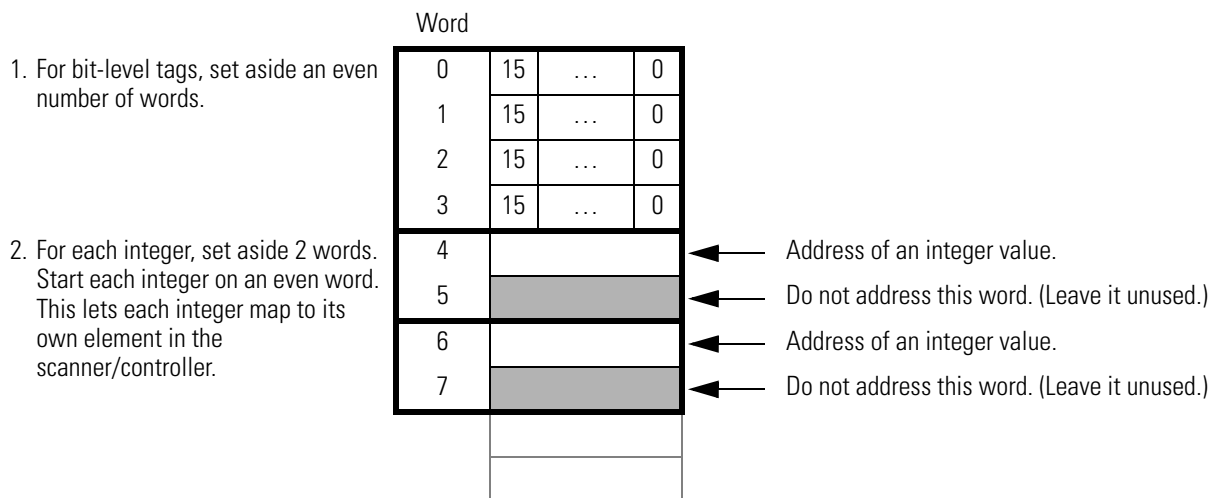 Word
1. For bit-level tags, set aside an even
number of words.
0 15 ... 0
1 15 ... 0
2 15 ... 0
3 15 ... 0
2. For each integer, set aside 2 words.
Start each integer on an even word.
This lets each integer map to its
own element in the
scanner/controller.
4 Address of an integer value.
5 Do not address this word. (Leave it unused.)
6 Address of an integer value.
7 Do not address this word. (Leave it unused.)